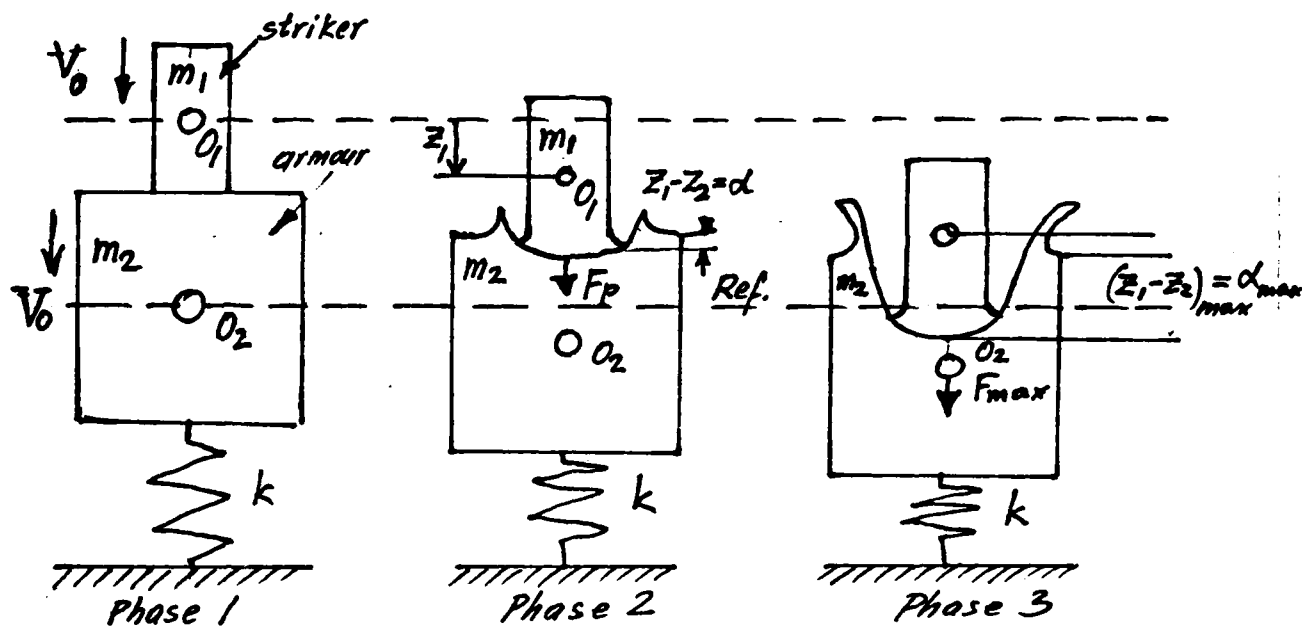 striker
V₀
m₁
O₁
armour
m₂
V₀
O₂
k
Phase 1
z₁
m₁
O₁
z₁-z₂=α
m₂
Fp
Ref.
O₂
k
Phase 2
m₂
(z₁-z₂)max = αmax
O₂
Fmax
k
Phase 3